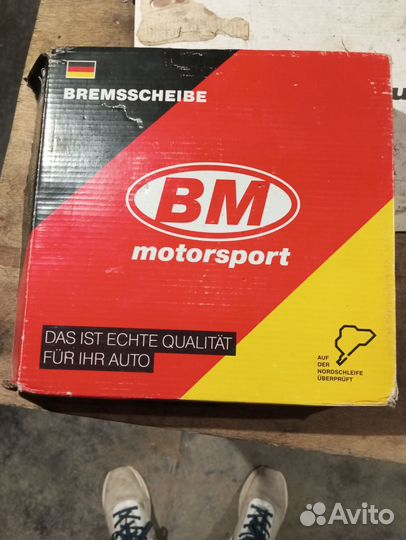 BREMSSCHEIBE
BM
motorsport
DAS IST ECHTE QUALITÄT
FÜR IHR AUTO
AUF
DER
NORDSCHLEIFE
ÜBERPRÜFT
Avito